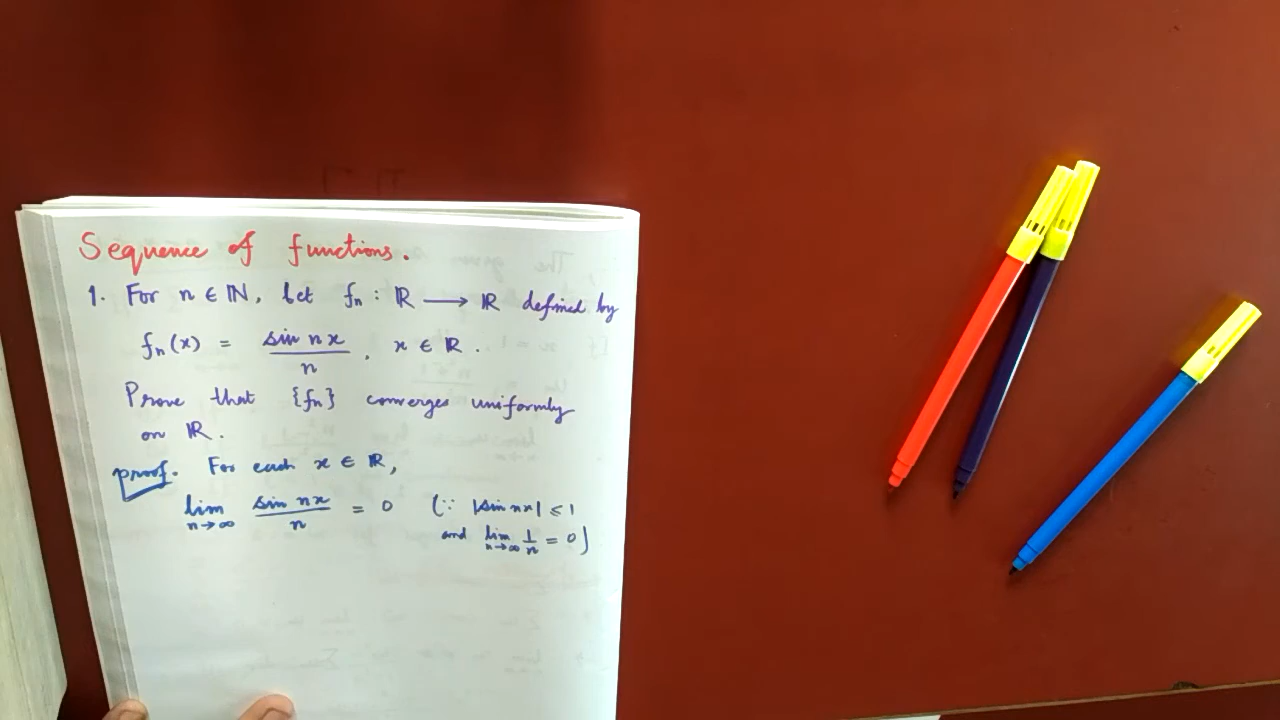 Sequence of functions.
1. For n ∈ ℕ, let fₙ : ℝ ⟶ ℝ defined by
fₙ(x) = sin nx / n , x ∈ ℝ.
Prove that {fₙ} converges uniformly
on ℝ.
proof. For each x ∈ ℝ,
lim n→∞ sin nx / n = 0 (∵ |sin nx| ≤ 1
and lim n→∞ 1/n = 0)